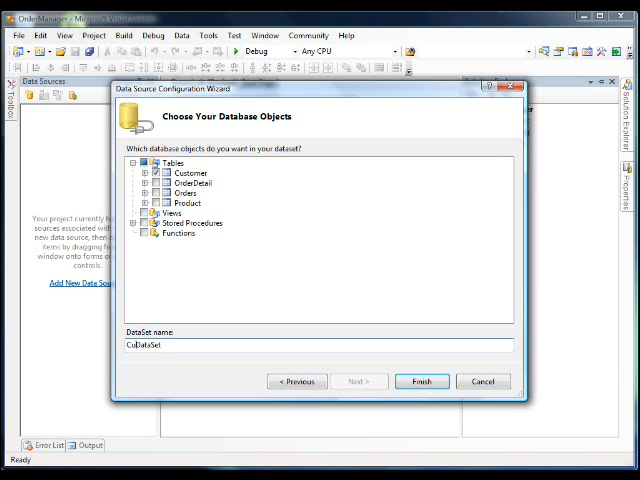 OrderManager - Microsoft Visual
File Edit View Project Build Debug Data Tools Test Window Community Help
Debug Any CPU
Data Sources
Toolbox
Solution Explorer
Properties
Data Source Configuration Wizard
Choose Your Database Objects
Which database objects do you want in your dataset?
Tables
Customer
OrderDetail
Orders
Product
Views
Stored Procedures
Functions
Your project currently ha
sources associated with
new data source, then
items by dragging from
window onto forms or
controls.
Add New Data Sou
DataSet name:
CuDataSet
< Previous Next > Finish Cancel
Error List Output
Ready